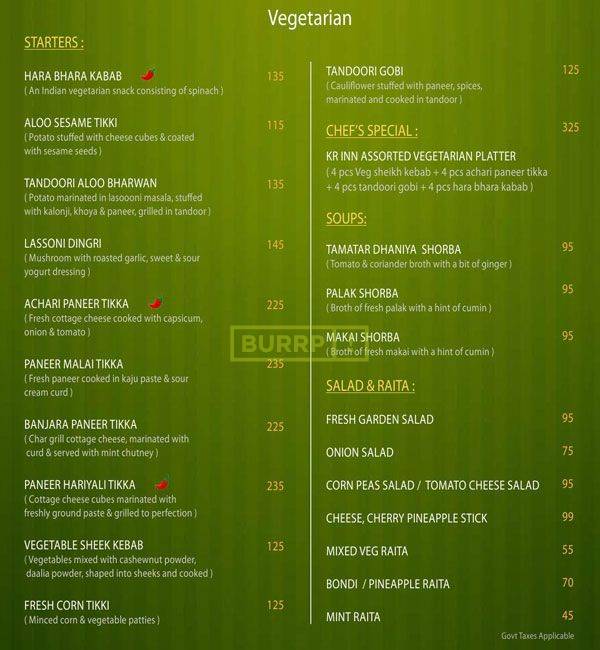 Vegetarian
STARTERS :
HARA BHARA KABAB 135
( An Indian vegetarian snack consisting of spinach )
ALOO SESAME TIKKI 115
( Potato stuffed with cheese cubes & coated
with sesame seeds )
TANDOORI ALOO BHARWAN 135
( Potato marinated in lasoooni masala, stuffed
with kalonji, khoya & paneer, grilled in tandoor )
LASSONI DINGRI 145
( Mushroom with roasted garlic, sweet & sour
yogurt dressing )
ACHARI PANEER TIKKA 225
( Fresh cottage cheese cooked with capsicum,
onion & tomato )
PANEER MALAI TIKKA 235
( Fresh paneer cooked in kaju paste & sour
cream curd )
BANJARA PANEER TIKKA 225
( Char grill cottage cheese, marinated with
curd & served with mint chutney )
PANEER HARIYALI TIKKA 235
( Cottage cheese cubes marinated with
freshly ground paste & grilled to perfection )
VEGETABLE SHEEK KEBAB 125
( Vegetables mixed with cashewnut powder,
daalia powder, shaped into sheeks and cooked )
FRESH CORN TIKKI 125
( Minced corn & vegetable patties )
TANDOORI GOBI 125
( Cauliflower stuffed with paneer, spices,
marinated and cooked in tandoor )
CHEF'S SPECIAL : 325
KR INN ASSORTED VEGETARIAN PLATTER
( 4 pcs Veg sheikh kebab + 4 pcs achari paneer tikka
+ 4 pcs tandoori gobi + 4 pcs hara bhara kabab )
SOUPS:
TAMATAR DHANIYA SHORBA 95
( Tomato & coriander broth with a bit of ginger )
PALAK SHORBA 95
( Broth of fresh palak with a hint of cumin )
MAKAI SHORBA 95
( Broth of fresh makai with a hint of cumin )
BURRP
SALAD & RAITA :
FRESH GARDEN SALAD 95
ONION SALAD 75
CORN PEAS SALAD / TOMATO CHEESE SALAD 95
CHEESE, CHERRY PINEAPPLE STICK 99
MIXED VEG RAITA 55
BONDI / PINEAPPLE RAITA 70
MINT RAITA 45
Govt Taxes Applicable